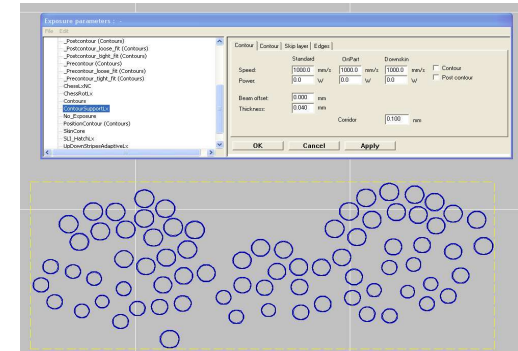 Exposure parameters : -
File Edit
_Postcontour (Contours)
_Postcontour_loose_fit (Contours)
_Postcontour_tight_fit (Contours)
_Precontour (Contours)
_Precontour_loose_fit (Contours)
_Precontour_tight_fit (Contours)
ChessLxNC
ChessRotLx
Contours
ContourSupportLx
No_Exposure
PositionContour (Contours)
SkinCore
SLI_HatchLx
UpDownStripesAdaptiveLx
Contour Contour Skip layer Edges
Standard OnPart Downskin
Speed: 1000.0 mm/s 1000.0 mm/s 1000.0 mm/s Contour
Power: 0.0 W 0.0 W 0.0 W Post contour
Beam offset: 0.000 mm
Thickness: 0.040 mm
Corridor 0.100 mm
OK Cancel Apply